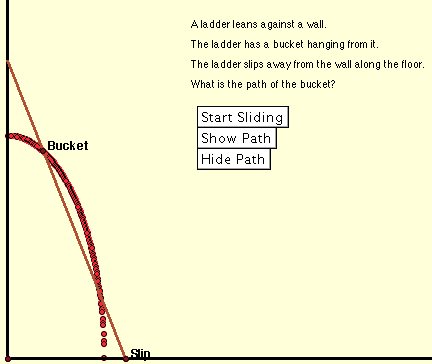 A ladder leans against a wall.
The ladder has a bucket hanging from it.
The ladder slips away from the wall along the floor.
What is the path of the bucket?
Start Sliding
Show Path
Hide Path
Bucket
Slip